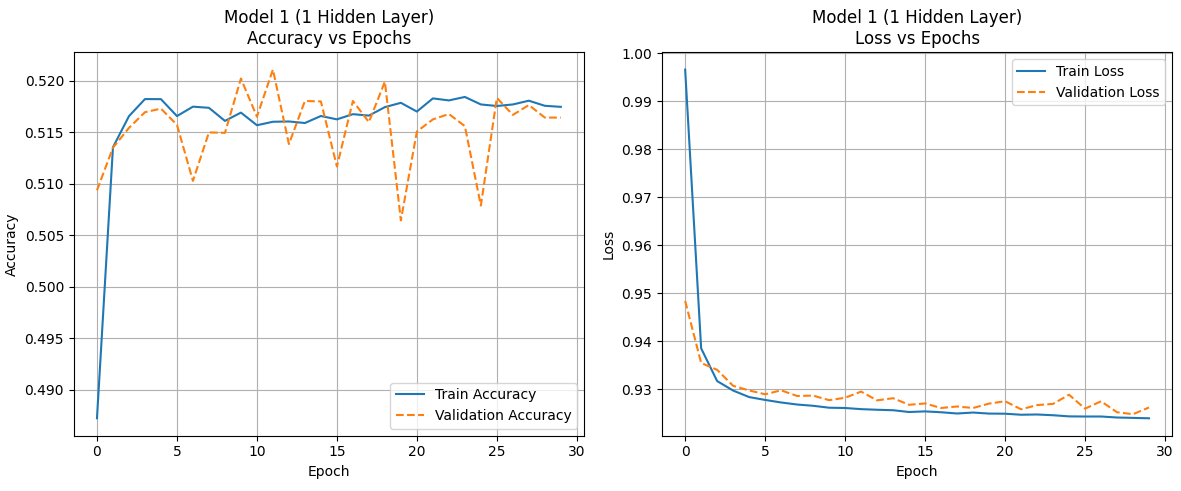 Model 1 (1 Hidden Layer)
Accuracy vs Epochs
0.520
0.515
0.510
0.505
0.500
0.495
0.490
Accuracy
0
5
10
15
20
25
30
Epoch
Train Accuracy
Validation Accuracy
Model 1 (1 Hidden Layer)
Loss vs Epochs
1.00
0.99
0.98
0.97
0.96
0.95
0.94
0.93
Loss
0
5
10
15
20
25
30
Epoch
Train Loss
Validation Loss